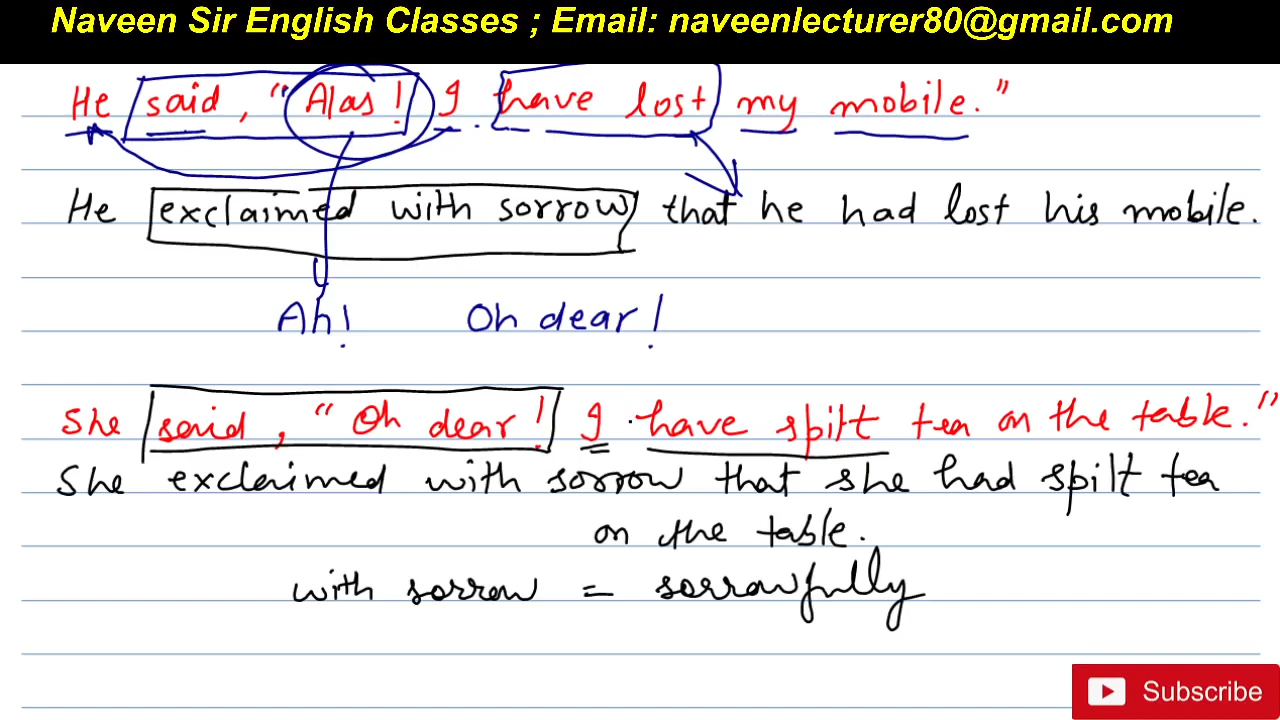 Naveen Sir English Classes ; Email: naveenlecturer80@gmail.com
He said, "Alas! I have lost my mobile."
He exclaimed with sorrow that he had lost his mobile.
Ah! Oh dear!
She said, "Oh dear! I have spilt tea on the table."
She exclaimed with sorrow that she had spilt tea
on the table.
with sorrow = sorrowfully
Subscribe